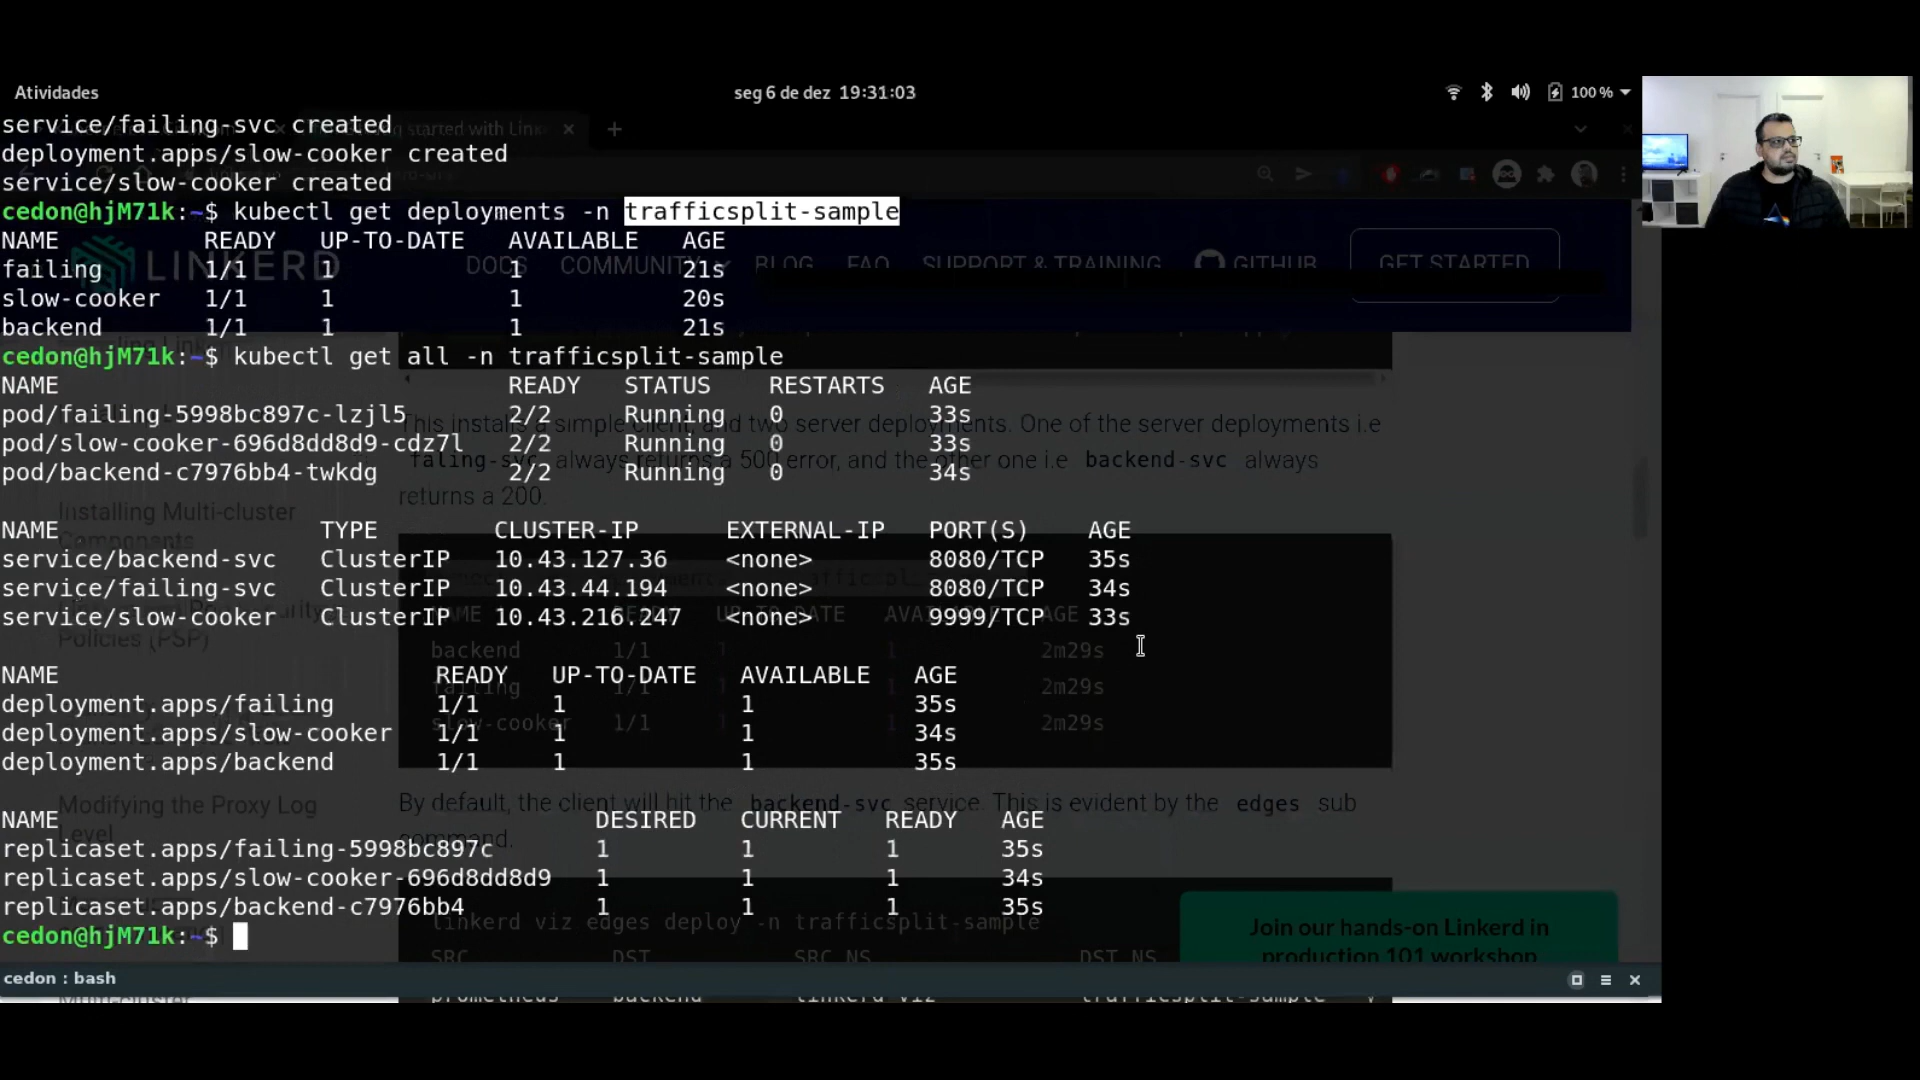 Atividades
seg 6 de dez 19:31:03
100 %
service/failing-svc created
started with Link
deployment.apps/slow-cooker created
service/slow-cooker created
cedon@hjM71k:~$ kubectl get deployments -n trafficsplit-sample
NAME READY UP-TO-DATE AVAILABLE AGE
LINKERD DOCS COMMUNITY BLOG FAQ SUPPORT & TRAINING GITHUB GET STARTED
failing 1/1 1 1 21s
slow-cooker 1/1 1 1 20s
backend 1/1 1 1 21s
cedon@hjM71k:~$ kubectl get all -n trafficsplit-sample
NAME READY STATUS RESTARTS AGE
pod/failing-5998bc897c-lzjl5 2/2 Running 0 33s
This installs a simple client, and two server deployments. One of the server deployments i.e
pod/slow-cooker-696d8dd8d9-cdz7l 2/2 Running 0 33s
faling-svc always returns a 500 error, and the other one i.e backend-svc always
pod/backend-c7976bb4-twkdg 2/2 Running 0 34s
returns a 200.
Installing Multi-cluster
Components
NAME TYPE CLUSTER-IP EXTERNAL-IP PORT(S) AGE
service/backend-svc ClusterIP 10.43.127.36 <none> 8080/TCP 35s
service/failing-svc ClusterIP 10.43.44.194 <none> 8080/TCP 34s
service/slow-cooker ClusterIP 10.43.216.247 <none> 9999/TCP 33s
NAME READY UP-TO-DATE AVAILABLE AGE
Policies (PSP)
backend 1/1 1 1 2m29s
NAME READY UP-TO-DATE AVAILABLE AGE
failing 1/1 1 1 2m29s
deployment.apps/failing 1/1 1 1 35s
slow-cooker 1/1 1 1 2m29s
deployment.apps/slow-cooker 1/1 1 1 34s
deployment.apps/backend 1/1 1 1 35s
Modifying the Proxy Log
Level
By default, the client will hit the backend-svc service. This is evident by the edges sub
command.
NAME DESIRED CURRENT READY AGE
replicaset.apps/failing-5998bc897c 1 1 1 35s
replicaset.apps/slow-cooker-696d8dd8d9 1 1 1 34s
replicaset.apps/backend-c7976bb4 1 1 1 35s
linkerd viz edges deploy -n trafficsplit-sample
cedon@hjM71k:~$
SRC DST SRC_NS DST_NS
Join our hands-on Linkerd in
production 101 workshop
cedon : bash
prometheus backend linkerd-viz trafficsplit-sample
Multi-cluster